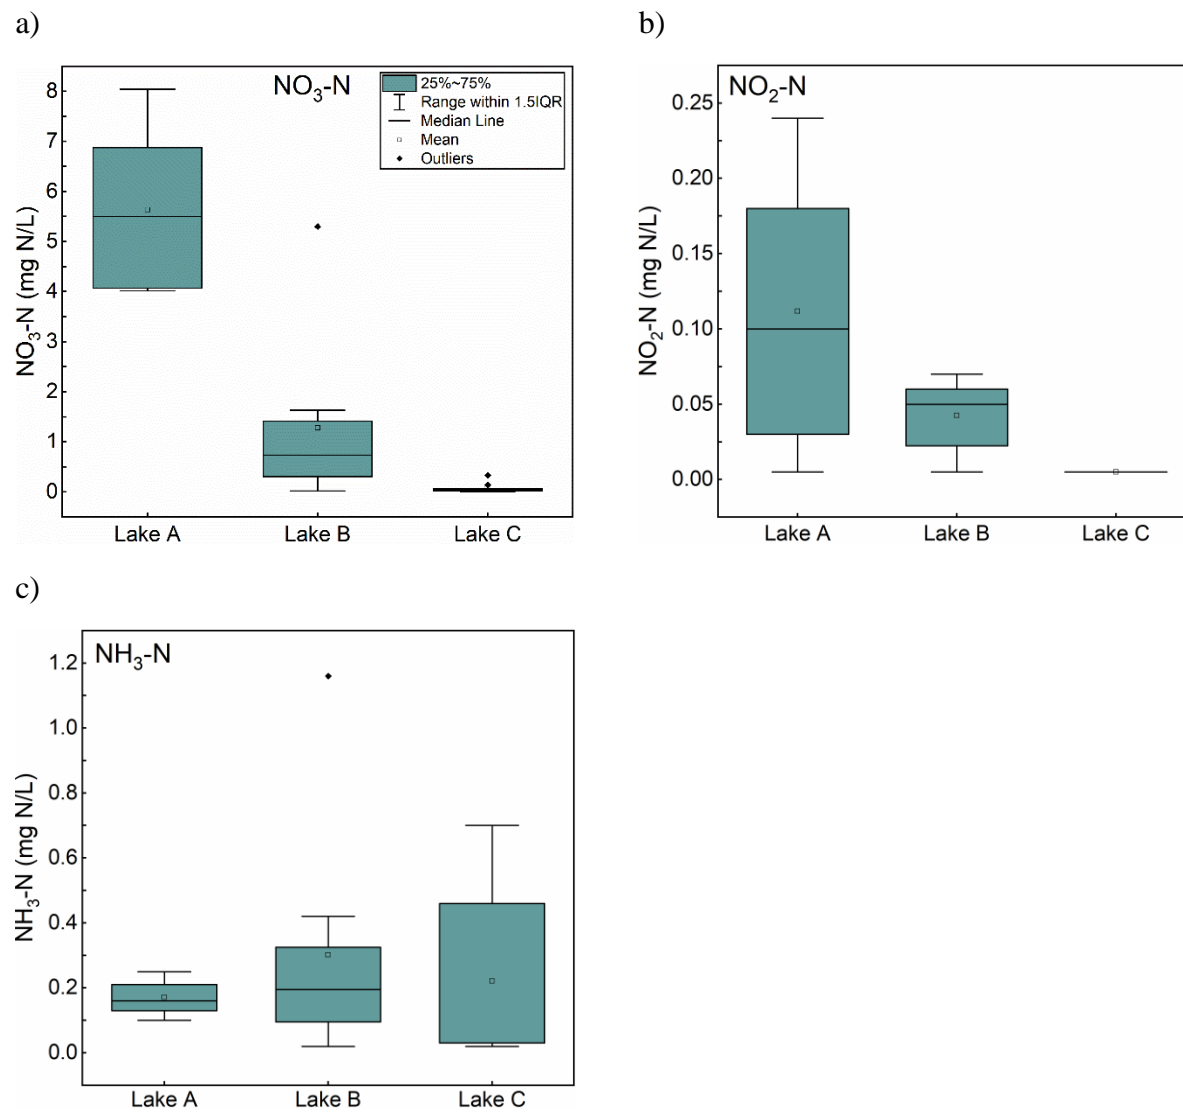 a)
NO3-N
25%~75%
Range within 1.5IQR
Median Line
Mean
Outliers
8
7
6
5
4
3
2
1
0
NO3-N (mg N/L)
Lake A Lake B Lake C
b)
NO2-N
0.25
0.20
0.15
0.10
0.05
0.00
NO2-N (mg N/L)
Lake A Lake B Lake C
c)
NH3-N
1.2
1.0
0.8
0.6
0.4
0.2
0.0
NH3-N (mg N/L)
Lake A Lake B Lake C